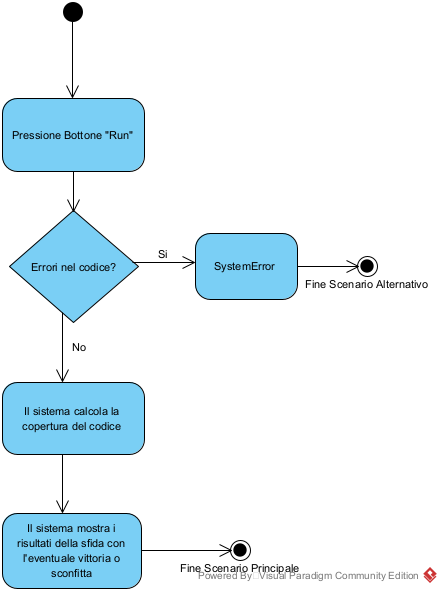 Pressione Bottone "Run"
Errori nel codice?
Si
SystemError
Fine Scenario Alternativo
No
Il sistema calcola la
copertura del codice
Il sistema mostra i
risultati della sfida con
l'eventuale vittoria o
sconfitta
Fine Scenario Principale
Powered By Visual Paradigm Community Edition